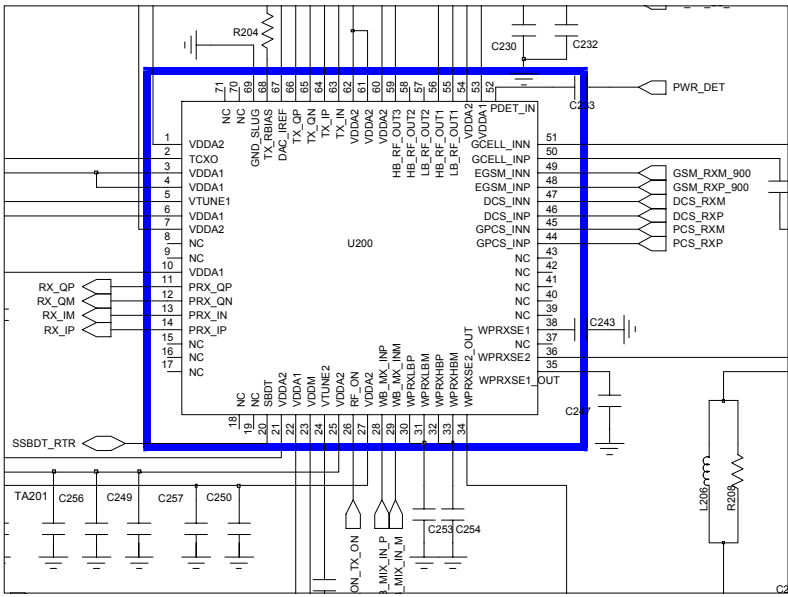 R204
C230
C232
C233
PWR_DET
71
70
69
68
67
66
65
64
63
62
61
60
59
58
57
56
55
54
53
52
NC
NC
GND_SLUG
TX_RBIAS
DAC_IREF
TX_QP
TX_QN
TX_IP
TX_IN
VDDA2
VDDA2
VDDA2
HB_RF_OUT3
HB_RF_OUT2
LB_RF_OUT2
HB_RF_OUT1
LB_RF_OUT1
VDDA2
VDDA1
PDET_IN
1 VDDA2
2 TCXO
3 VDDA1
4 VDDA1
5 VTUNE1
6 VDDA1
7 VDDA2
8 NC
9 NC
10 VDDA1
RX_QP 11 PRX_QP
RX_QM 12 PRX_QN
RX_IM 13 PRX_IN
RX_IP 14 PRX_IP
15 NC
16 NC
17 NC
U200
GCELL_INN 51
GCELL_INP 50
EGSM_INN 49 GSM_RXM_900
EGSM_INP 48 GSM_RXP_900
DCS_INN 47 DCS_RXM
DCS_INP 46 DCS_RXP
GPCS_INN 45 PCS_RXM
GPCS_INP 44 PCS_RXP
NC 43
NC 42
NC 41
NC 40
NC 39
WPRXSE1 38 C243
NC 37
WPRXSE2 36
WPRXSE1_OUT 35
C247
NC
NC
SBDT
VDDA2
VDDA1
VDDM
VTUNE2
VDDA2
RF_ON
VDDA2
WB_MX_INP
WB_MX_INM
WPRXLBP
WPRXLBM
WPRXHBP
WPRXHBM
WPRXSE2_OUT
18
19
20
21
22
23
24
25
26
27
28
29
30
31
32
33
34
SSBDT_RTR
TA201
C256
C249
C257
C250
C253
C254
ON_TX_ON
B_MIX_IN_P
B_MIX_IN_M
L206
R208
C2